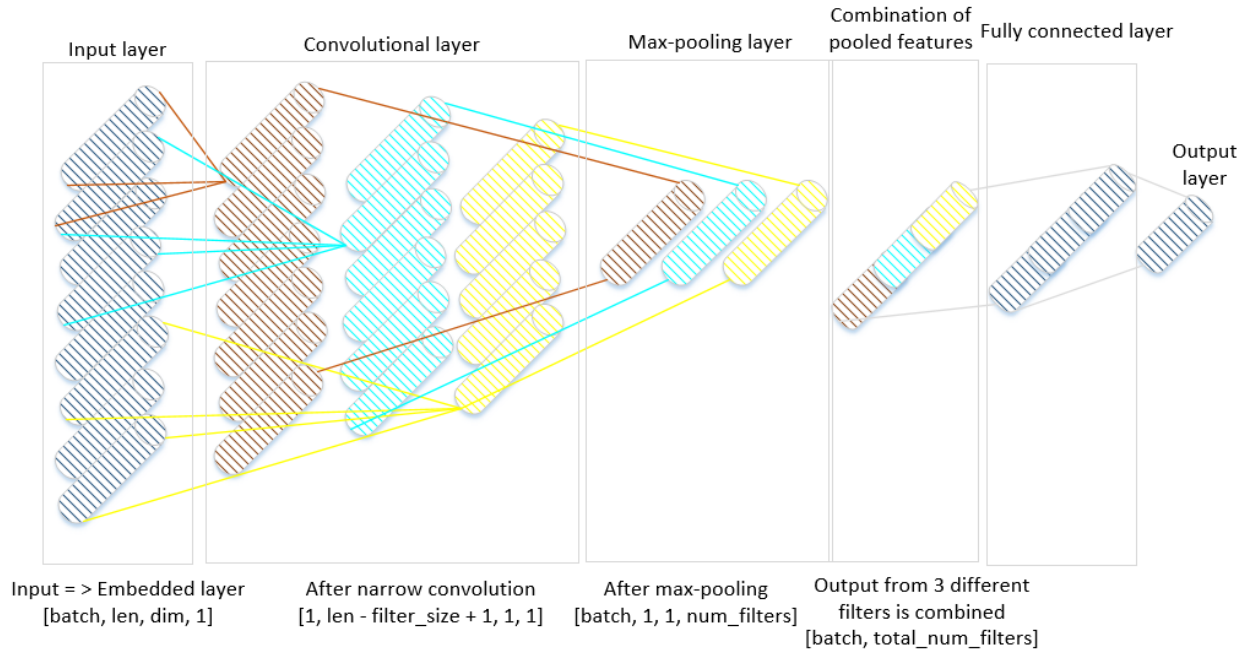 Input layer
Convolutional layer
Max-pooling layer
Combination of
pooled features
Fully connected layer
Output
layer
Input = > Embedded layer
[batch, len, dim, 1]
After narrow convolution
[1, len - filter_size + 1, 1, 1]
After max-pooling
[batch, 1, 1, num_filters]
Output from 3 different
filters is combined
[batch, total_num_filters]